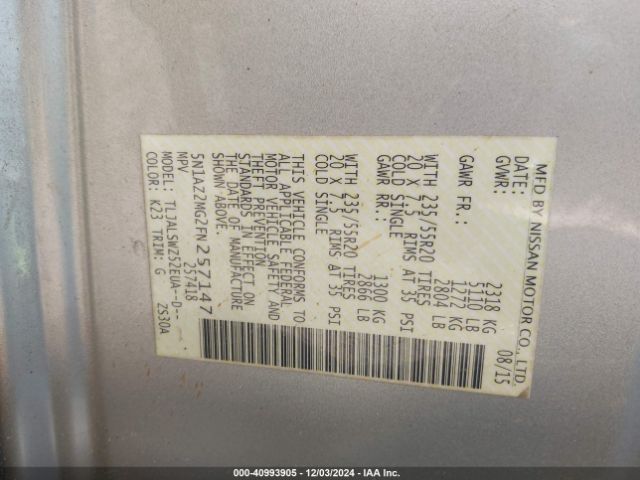 MFD BY NISSAN MOTOR CO., LTD.
DATE: 08/15
GVWR: 2318 KG
5110 LB
GAWR FR: 1272 KG
2804 LB
WITH 235/55R20 TIRES
20 X 7.5 RIMS AT 35 PSI
COLD SINGLE
GAWR RR: 1300 KG
2866 LB
WITH 235/55R20 TIRES
20 X 7.5 RIMS AT 35 PSI
COLD SINGLE
THIS VEHICLE CONFORMS TO
ALL APPLICABLE FEDERAL
MOTOR VEHICLE SAFETY AND
THEFT PREVENTION
STANDARDS IN EFFECT ON
THE DATE OF MANUFACTURE
SHOWN ABOVE.
5N1AZ2MG2FN257147
MPV 257418
TLJALSWZ52EUA--D--
COLOR: K23 TRIM: G ZS30A
000-40993905 - 12/03/2024 - IAA Inc.